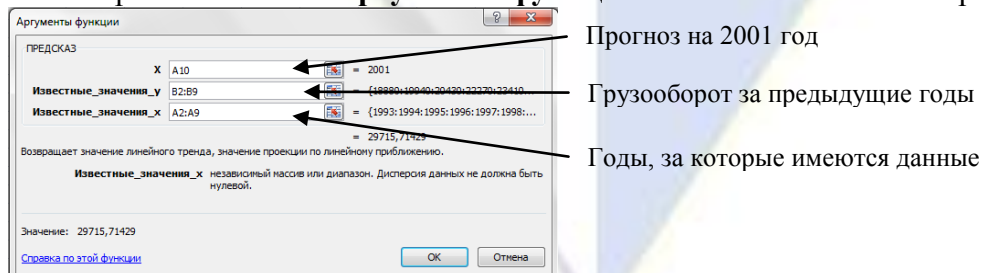 Аргументы функции
ПРЕДСКАЗ
X A10 = 2001
Известные_значения_y B2:B9 = {18880:19940:20430:22270:23410...
Известные_значения_x A2:A9 = {1993:1994:1995:1996:1997:1998:...
= 29715,71429
Возвращает значение линейного тренда, значение проекции по линейному приближению.
Известные_значения_x независимый массив или диапазон. Дисперсия данных не должна быть
нулевой.
Значение: 29715,71429
Справка по этой функции
ОК Отмена
Прогноз на 2001 год
Грузооборот за предыдущие годы
Годы, за которые имеются данные